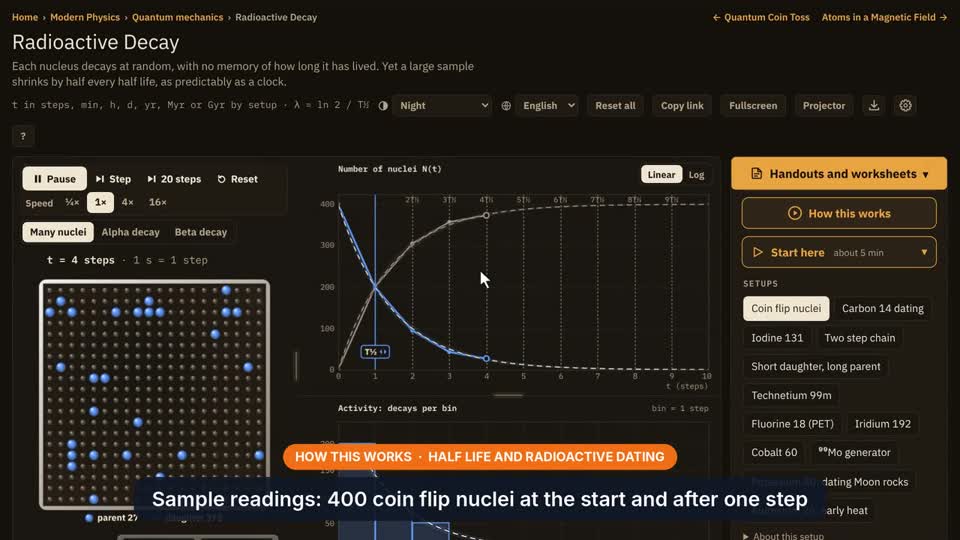 Home › Modern Physics › Quantum mechanics › Radioactive Decay
← Quantum Coin Toss Atoms in a Magnetic Field →
Radioactive Decay
Each nucleus decays at random, with no memory of how long it has lived. Yet a large sample
shrinks by half every half life, as predictably as a clock.
t in steps, min, h, d, yr, Myr or Gyr by setup · λ = ln 2 / T½
Night English Reset all Copy link Fullscreen Projector
?
Pause Step 20 steps Reset
Speed ¼× 1× 4× 16×
Many nuclei Alpha decay Beta decay
t = 4 steps · 1 s = 1 step
parent 27
Number of nuclei N(t)
Linear Log
2T½ 3T½ 4T½ 5T½ 6T½ 7T½ 8T½ 9T½
400
300
200
100
0
T½
0 1 2 3 4 5 6 7 8 9 10
t (steps)
Activity: decays per bin
bin = 1 step
50
Handouts and worksheets ▾
How this works
Start here about 5 min ▾
SETUPS
Coin flip nuclei Carbon 14 dating
Iodine 131 Two step chain
Short daughter, long parent
Technetium 99m
Fluorine 18 (PET) Iridium 192
Cobalt 60 ⁹⁹Mo generator
dating Moon rocks
early heat
▸ About this setup
HOW THIS WORKS · HALF LIFE AND RADIOACTIVE DATING
Sample readings: 400 coin flip nuclei at the start and after one step